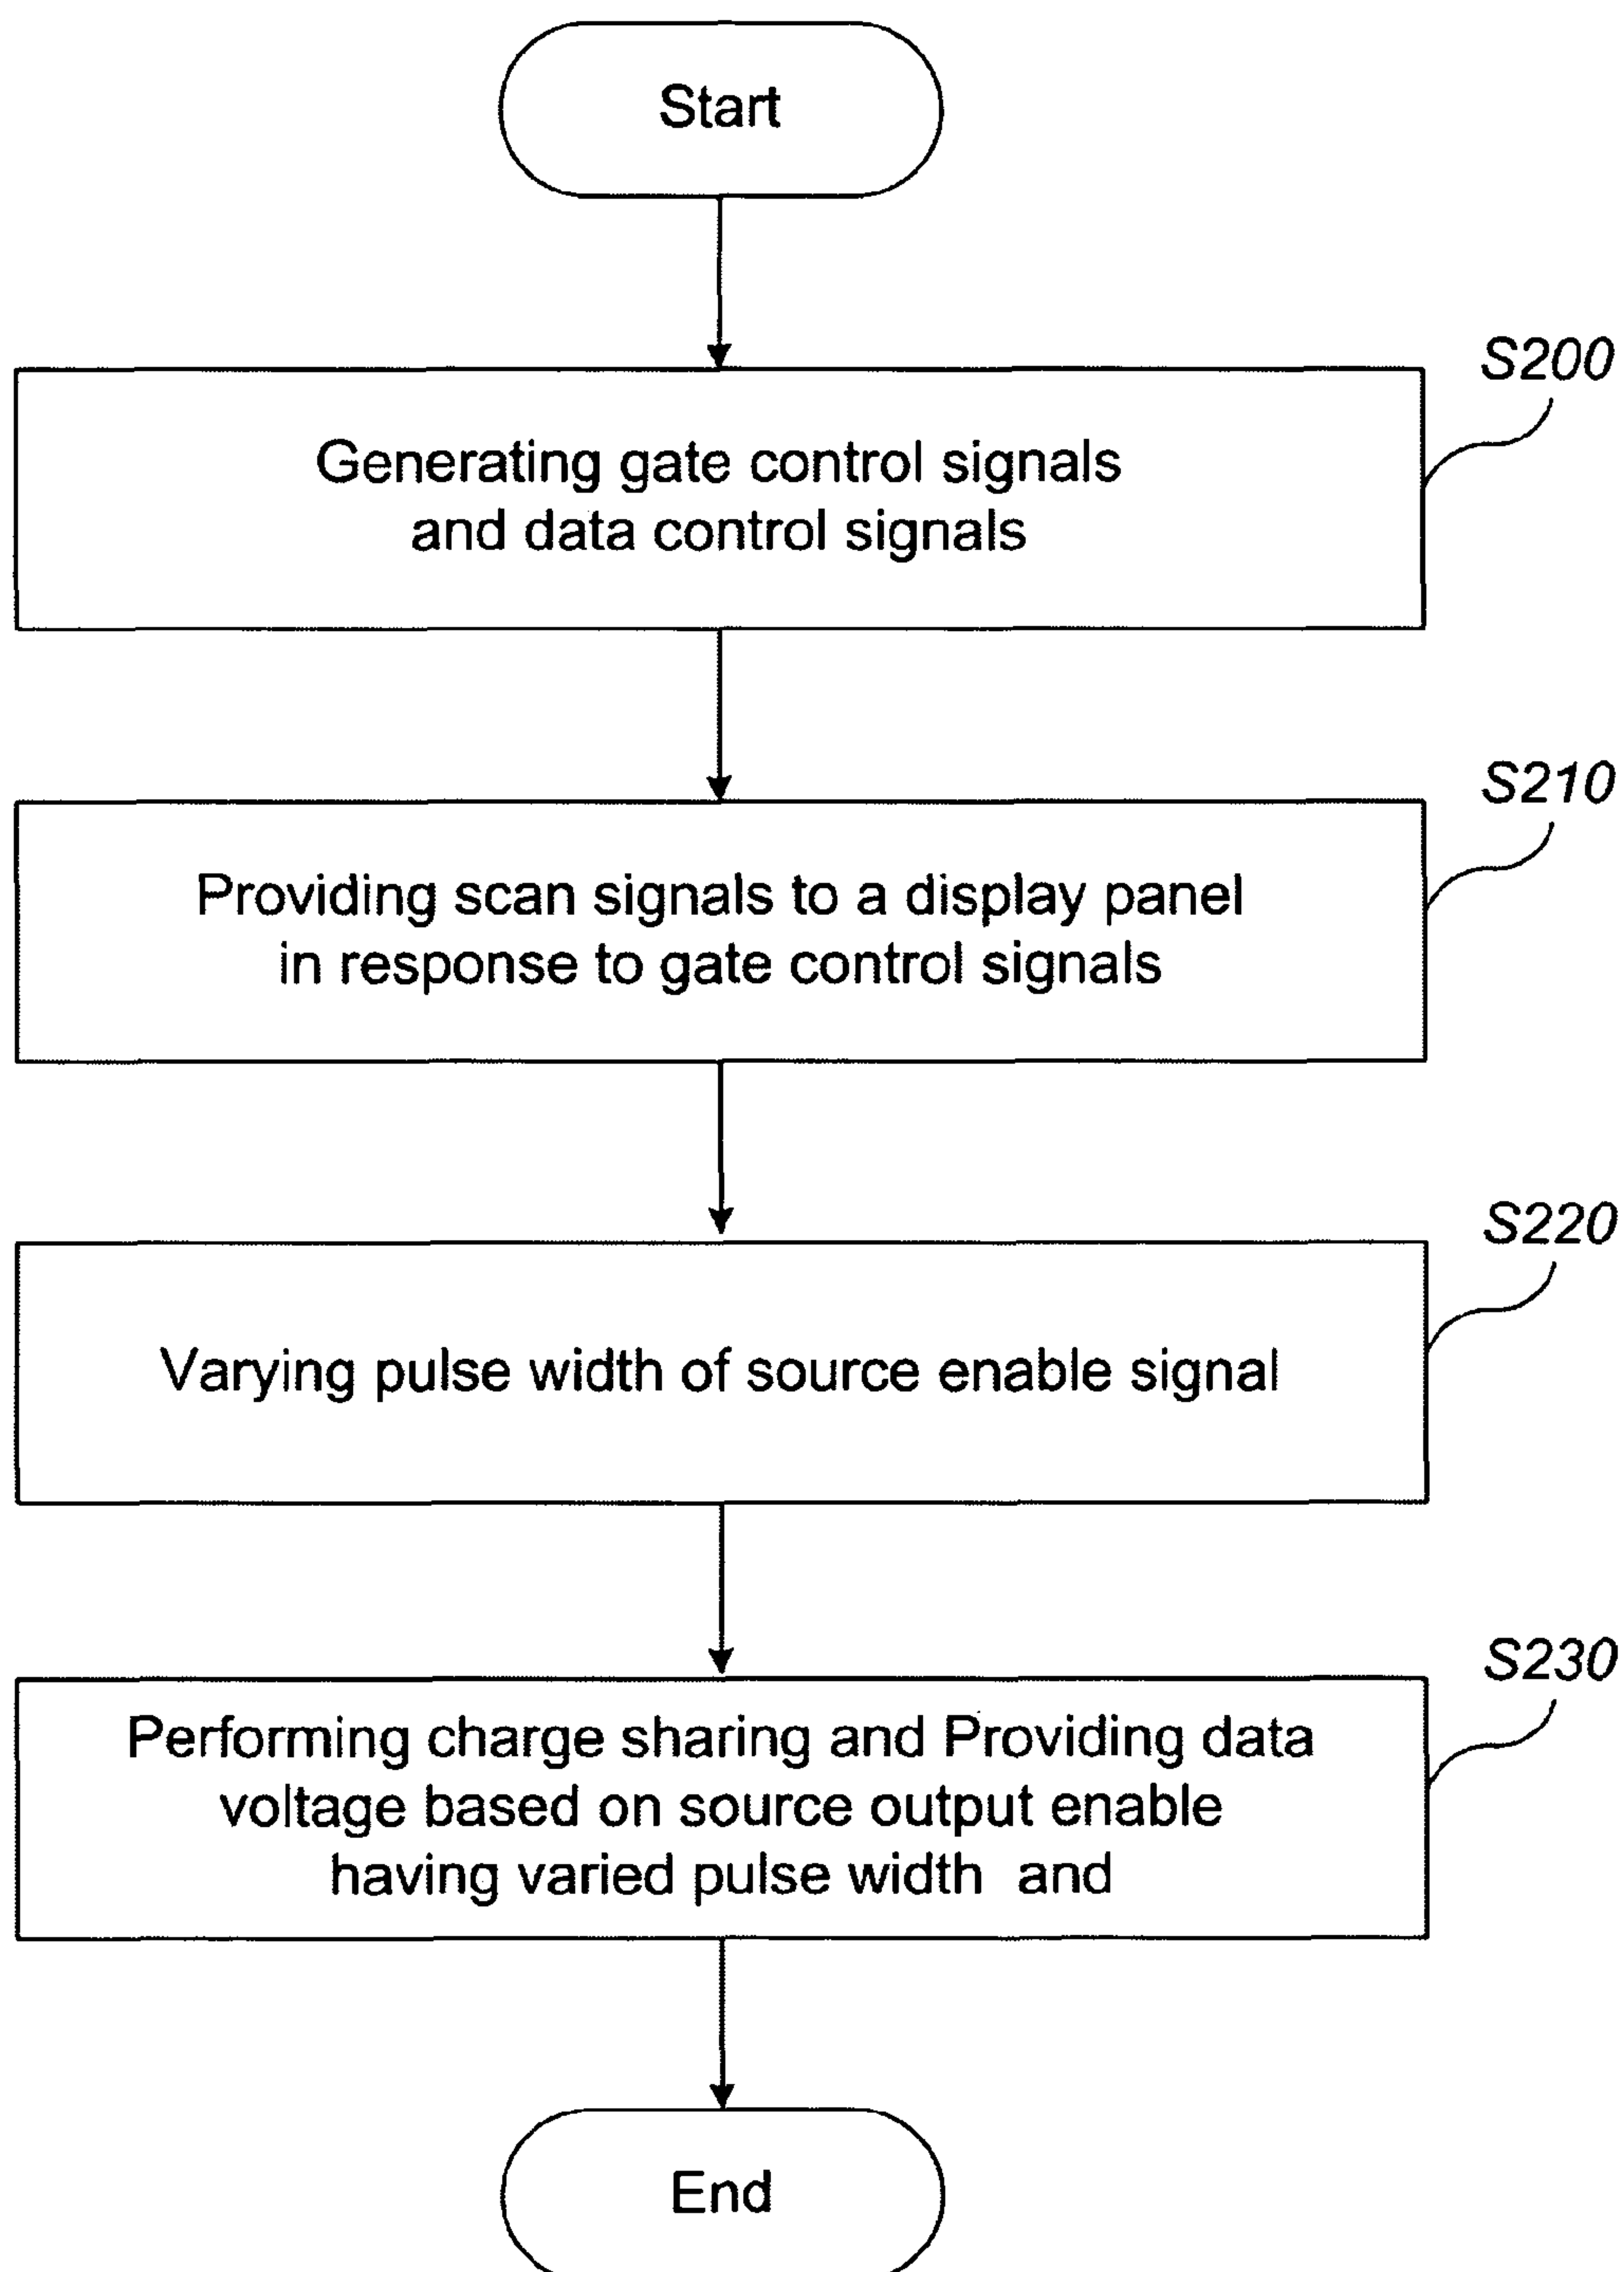 Start
S200
Generating gate control signals
and data control signals
S210
Providing scan signals to a display panel
in response to gate control signals
S220
Varying pulse width of source enable signal
S230
Performing charge sharing and Providing data
voltage based on source output enable
having varied pulse width and
End